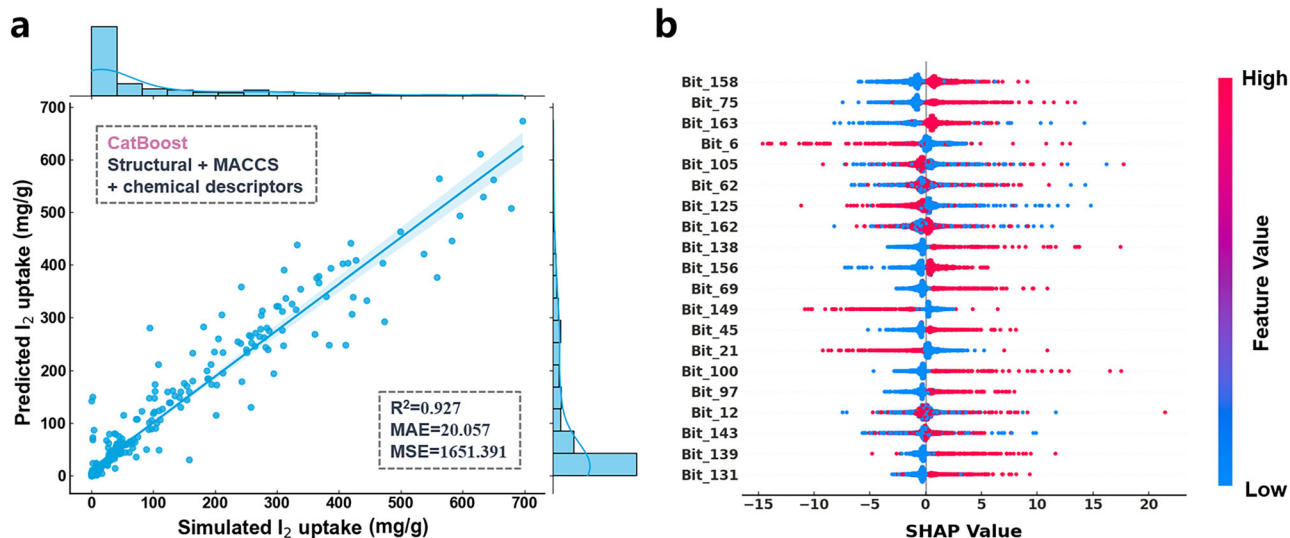 a
700
600
500
400
300
200
100
0
Predicted I₂ uptake (mg/g)
CatBoost
Structural + MACCS
+ chemical descriptors
R²=0.927
MAE=20.057
MSE=1651.391
0 100 200 300 400 500 600 700
Simulated I₂ uptake (mg/g)
b
Bit_158
Bit_75
Bit_163
Bit_6
Bit_105
Bit_62
Bit_125
Bit_162
Bit_138
Bit_156
Bit_69
Bit_149
Bit_45
Bit_21
Bit_100
Bit_97
Bit_12
Bit_143
Bit_139
Bit_131
−15 −10 −5 0 5 10 15 20
SHAP Value
High
Feature Value
Low